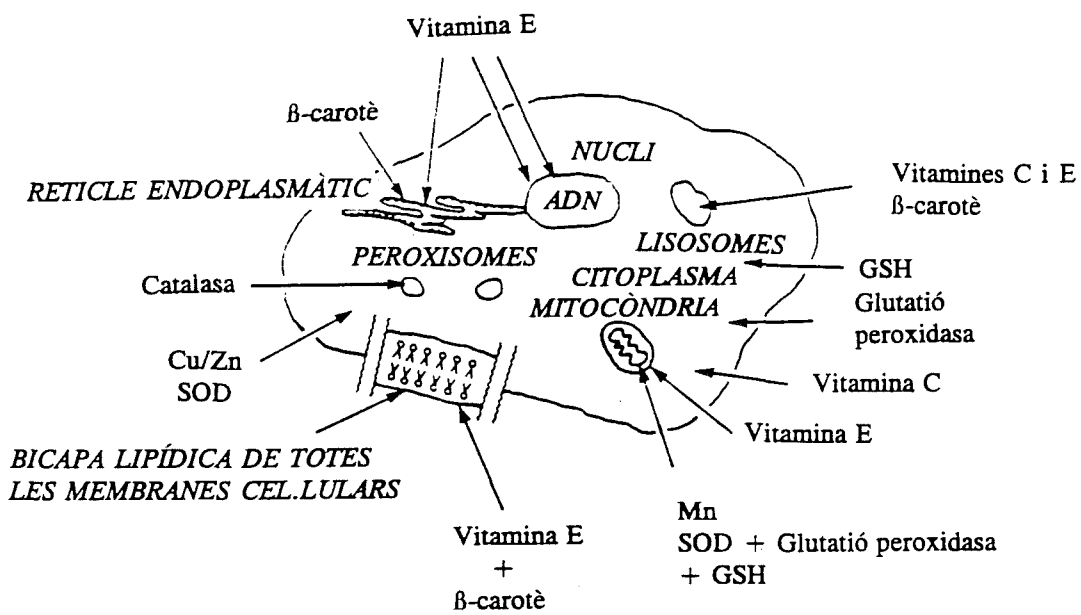 Vitamina E
ß-carotè
NUCLI
RETICLE ENDOPLASMÀTIC
ADN
Vitamines C i E
ß-carotè
LISOSOMES
PEROXISOMES
CITOPLASMA
GSH
Catalasa
MITOCÒNDRIA
Glutatió
peroxidasa
Cu/Zn
SOD
Vitamina C
Vitamina E
BICAPA LIPÍDICA DE TOTES
LES MEMBRANES CEL.LULARS
Mn
SOD + Glutatió peroxidasa
+ GSH
Vitamina E
+
ß-carotè